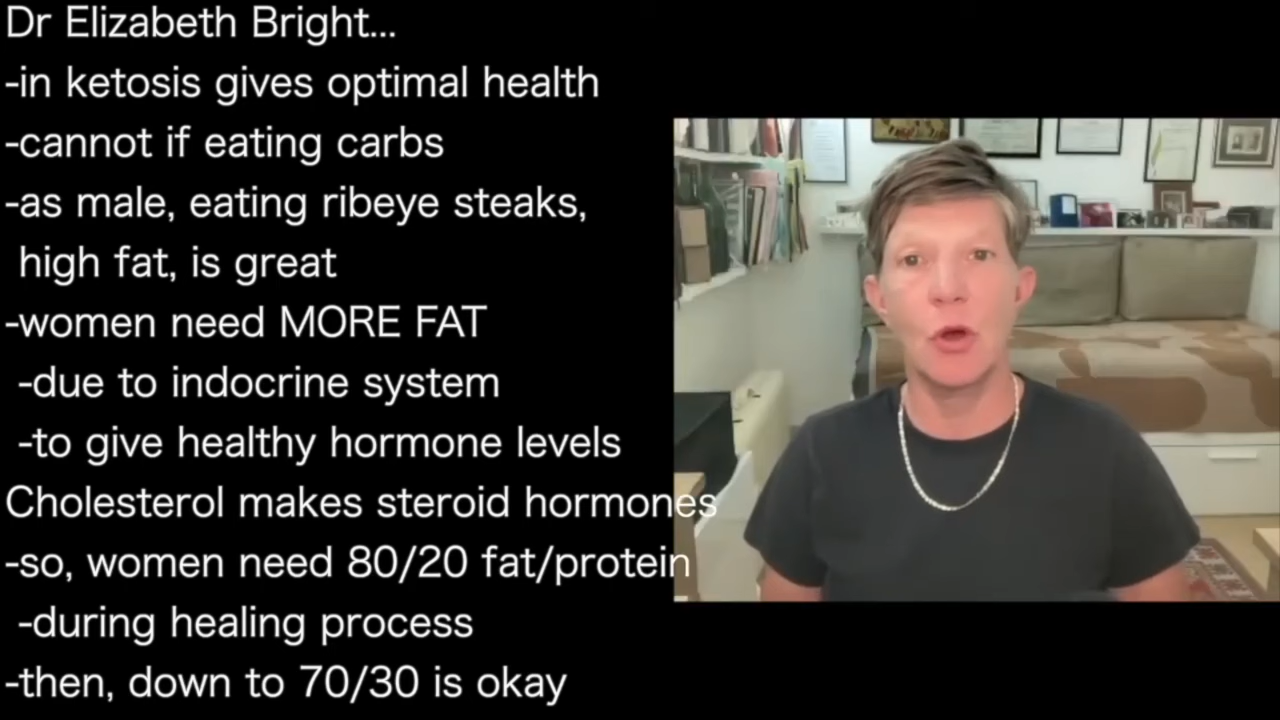 Dr Elizabeth Bright...
-in ketosis gives optimal health
-cannot if eating carbs
-as male, eating ribeye steaks,
high fat, is great
-women need MORE FAT
-due to indocrine system
-to give healthy hormone levels
Cholesterol makes steroid hormones
-so, women need 80/20 fat/protein
-during healing process
-then, down to 70/30 is okay